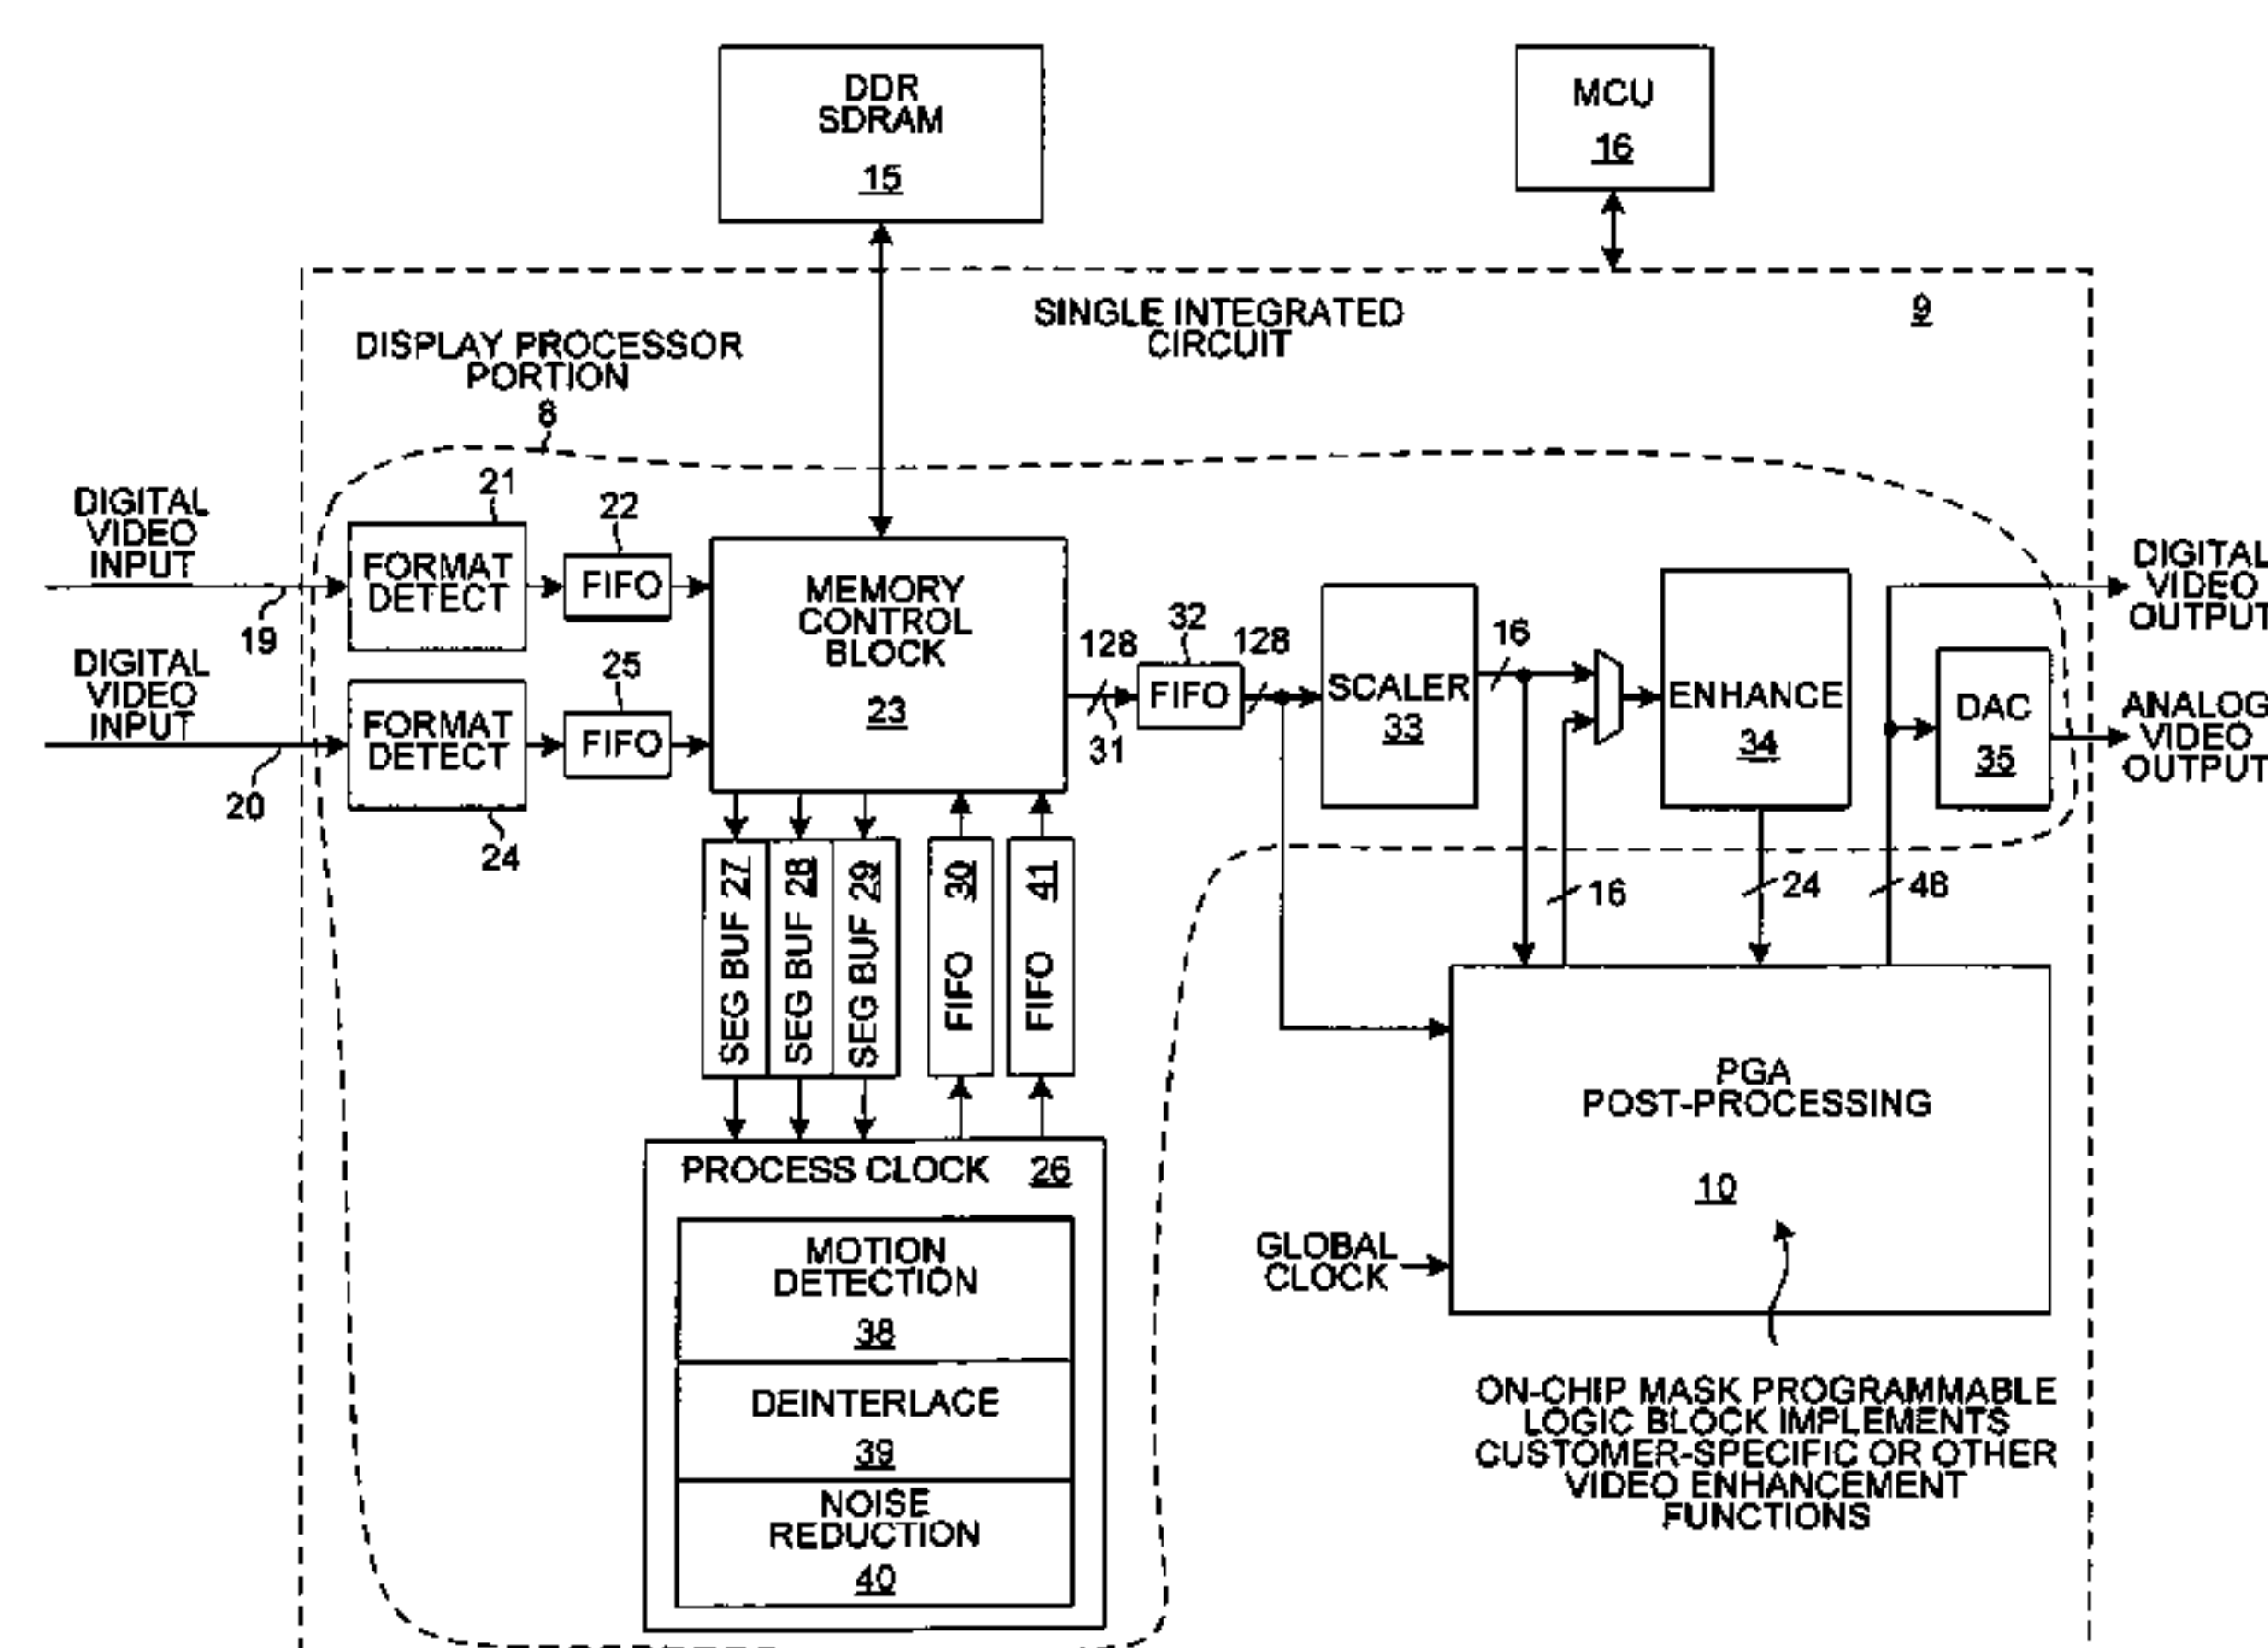 DDR
SDRAM
15
MCU
16
SINGLE INTEGRATED
CIRCUIT
9
DISPLAY PROCESSOR
PORTION
8
DIGITAL
VIDEO
INPUT
19
21
FORMAT
DETECT
22
FIFO
DIGITAL
VIDEO
INPUT
20
FORMAT
DETECT
24
25
FIFO
MEMORY
CONTROL
BLOCK
23
128
31
32
FIFO
128
SCALER
33
16
ENHANCE
34
DIGITAL
VIDEO
OUTPUT
DAC
35
ANALOG
VIDEO
OUTPUT
SEG BUF 27
SEG BUF 28
SEG BUF 29
FIFO 30
FIFO 41
16
24
48
PROCESS CLOCK 26
MOTION
DETECTION
38
DEINTERLACE
39
NOISE
REDUCTION
40
PGA
POST-PROCESSING
10
GLOBAL
CLOCK
ON-CHIP MASK PROGRAMMABLE
LOGIC BLOCK IMPLEMENTS
CUSTOMER-SPECIFIC OR OTHER
VIDEO ENHANCEMENT
FUNCTIONS